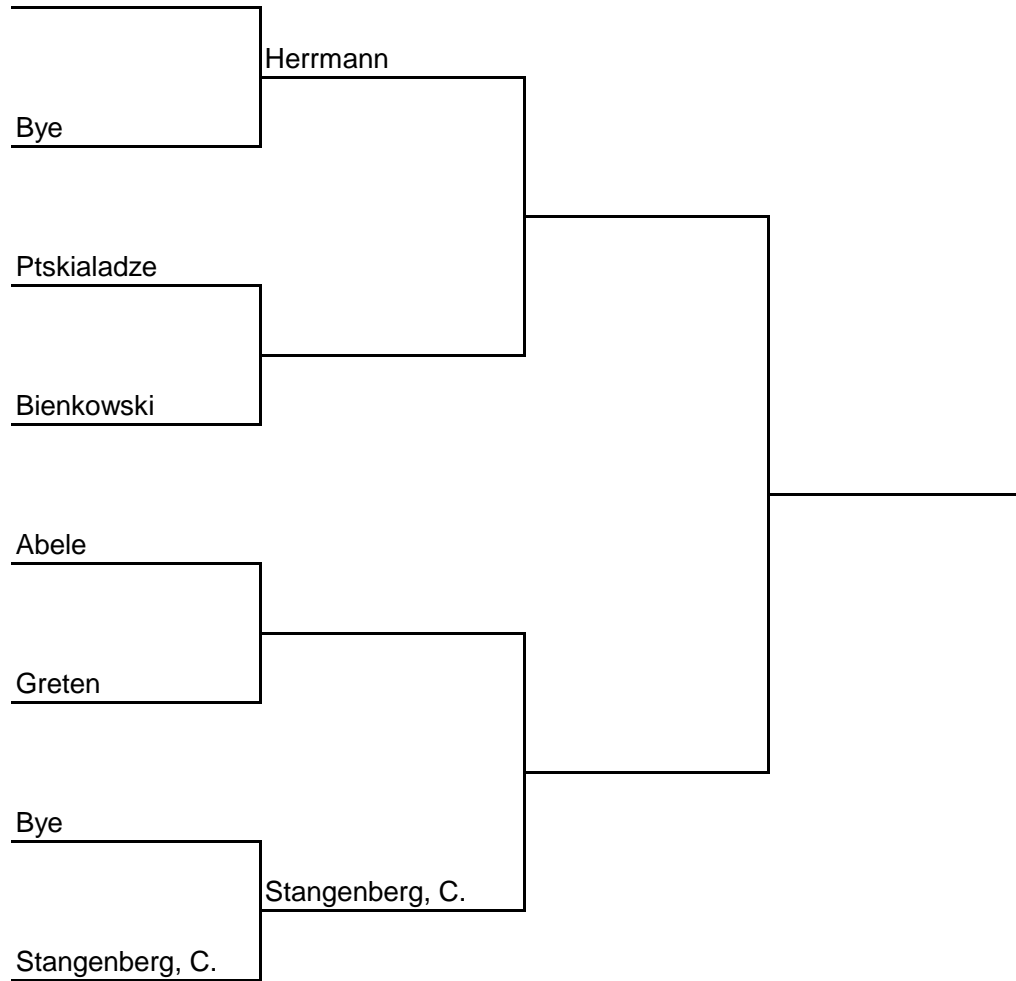 Herrmann
Bye
Ptskialadze
Bienkowski
Abele
Greten
Bye
Stangenberg, C.
Stangenberg, C.